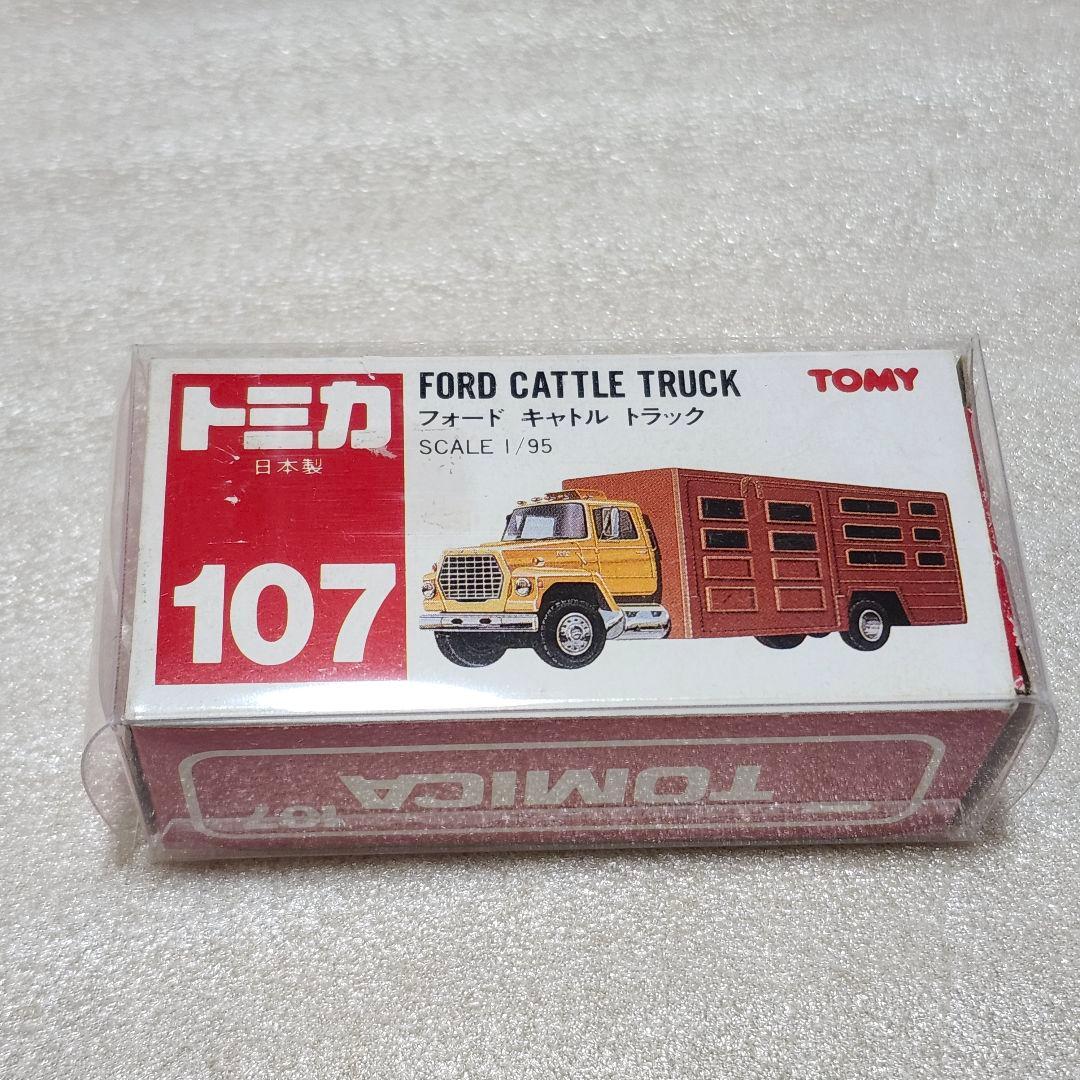 トミカ
日本製
107
FORD CATTLE TRUCK
フォード キャトル トラック
SCALE 1/95
TOMY
TOMICA
107